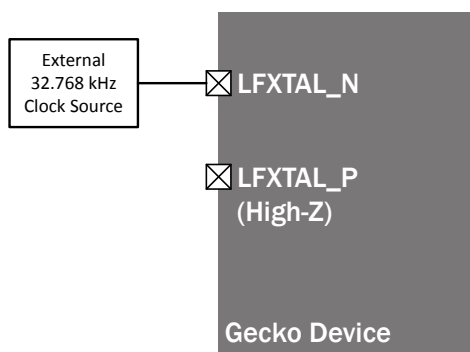 External
32.768 kHz
Clock Source
LFXTAL_N
LFXTAL_P
(High-Z)
Gecko Device